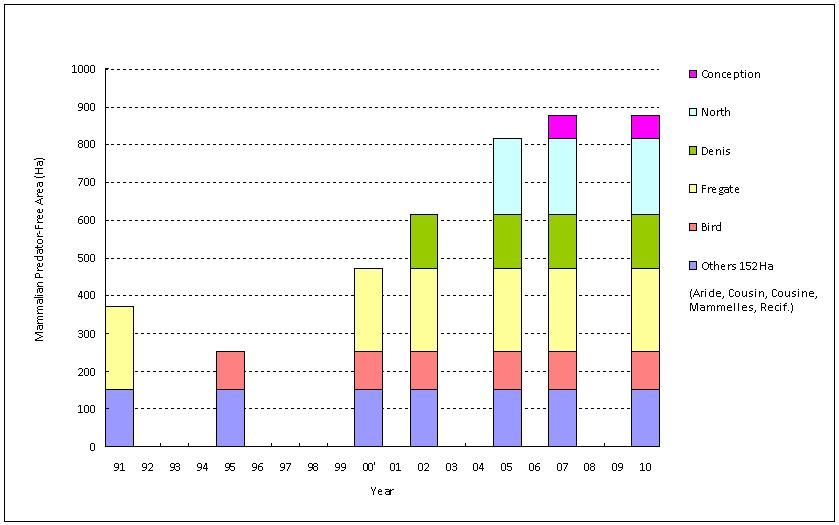 1000
900
800
700
600
500
400
300
200
100
0
Mammalian Predator-Free Area (Ha)
91 92 93 94 95 96 97 98 99 00' 01 02 03 04 05 06 07 08 09 10
Year
Conception
North
Denis
Fregate
Bird
Others 152Ha
(Aride, Cousin, Cousine,
Mammelles, Recif.)